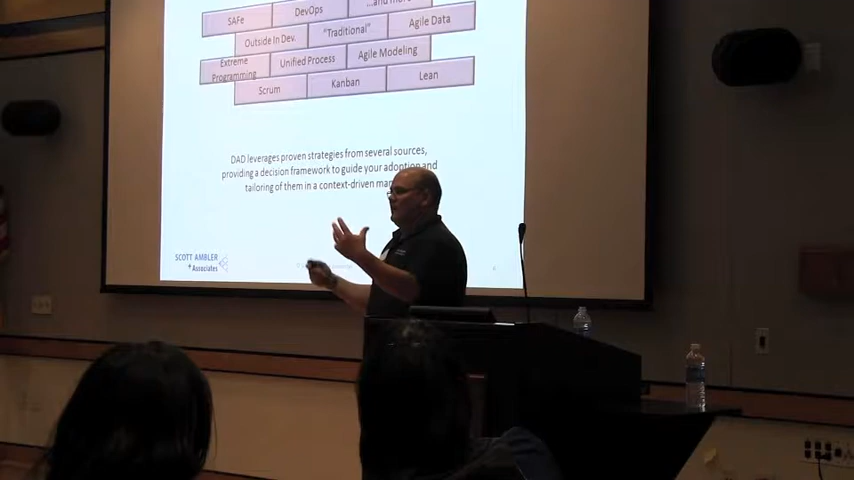 ...and more
SAFe
DevOps
Agile Data
Outside In Dev.
"Traditional"
Extreme
Programming
Unified Process
Agile Modeling
Scrum
Kanban
Lean
DAD leverages proven strategies from several sources,
providing a decision framework to guide your adoption and
tailoring of them in a context-driven
SCOTT AMBLER
+ Associates